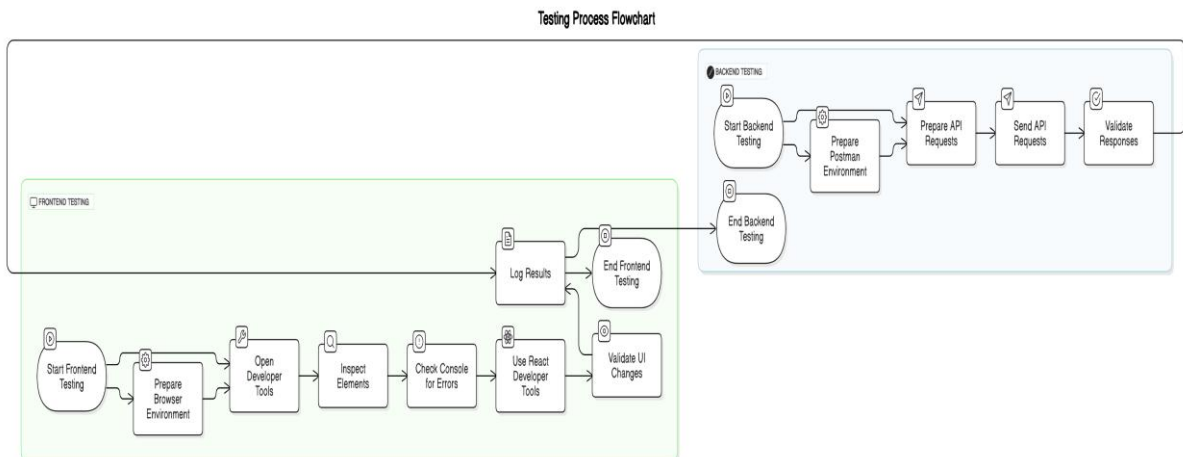 Testing Process Flowchart
BACKEND TESTING
Start Backend
Testing
Prepare
Postman
Environment
Prepare API
Requests
Send API
Requests
Validate
Responses
End Backend
Testing
FRONTEND TESTING
Log Results
End Frontend
Testing
Start Frontend
Testing
Prepare
Browser
Environment
Open
Developer
Tools
Inspect
Elements
Check Console
for Errors
Use React
Developer
Tools
Validate UI
Changes